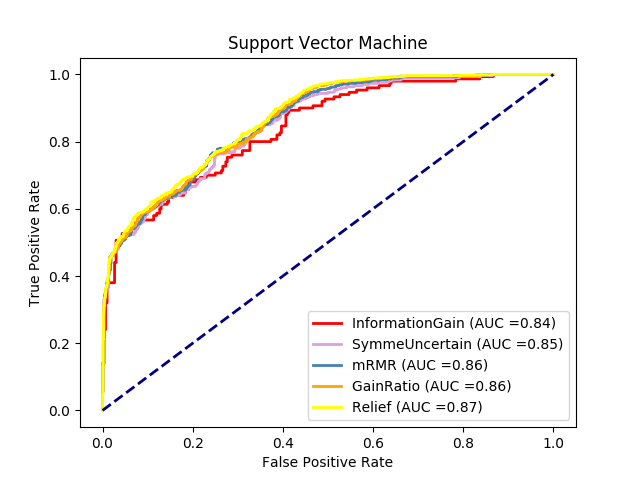 Support Vector Machine
True Positive Rate
1.0
0.8
0.6
0.4
0.2
0.0
InformationGain (AUC =0.84)
SymmeUncertain (AUC =0.85)
mRMR (AUC =0.86)
GainRatio (AUC =0.86)
Relief (AUC =0.87)
0.0 0.2 0.4 0.6 0.8 1.0
False Positive Rate